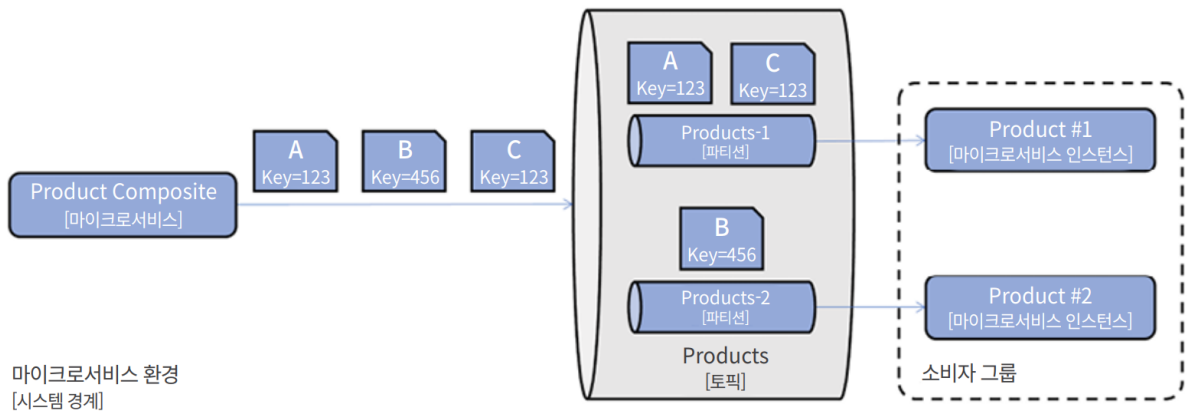 Product Composite
[마이크로서비스]
A
Key=123
B
Key=456
C
Key=123
A
Key=123
C
Key=123
Products-1
[파티션]
B
Key=456
Products-2
[파티션]
Products
[토픽]
Product #1
[마이크로서비스 인스턴스]
Product #2
[마이크로서비스 인스턴스]
소비자 그룹
마이크로서비스 환경
[시스템 경계]